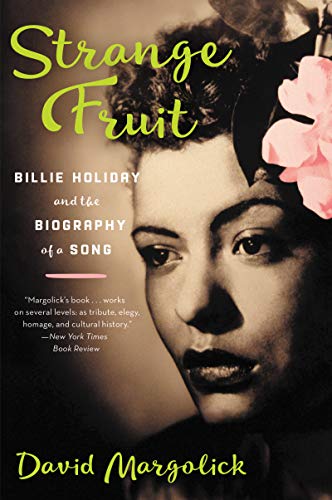 Strange
Fruit
BILLIE HOLIDAY
and the
BIOGRAPHY
of a SONG
"Margolick's book . . . works
on several levels: as tribute, elegy,
homage, and cultural history."
—New York Times
Book Review
David Margolick